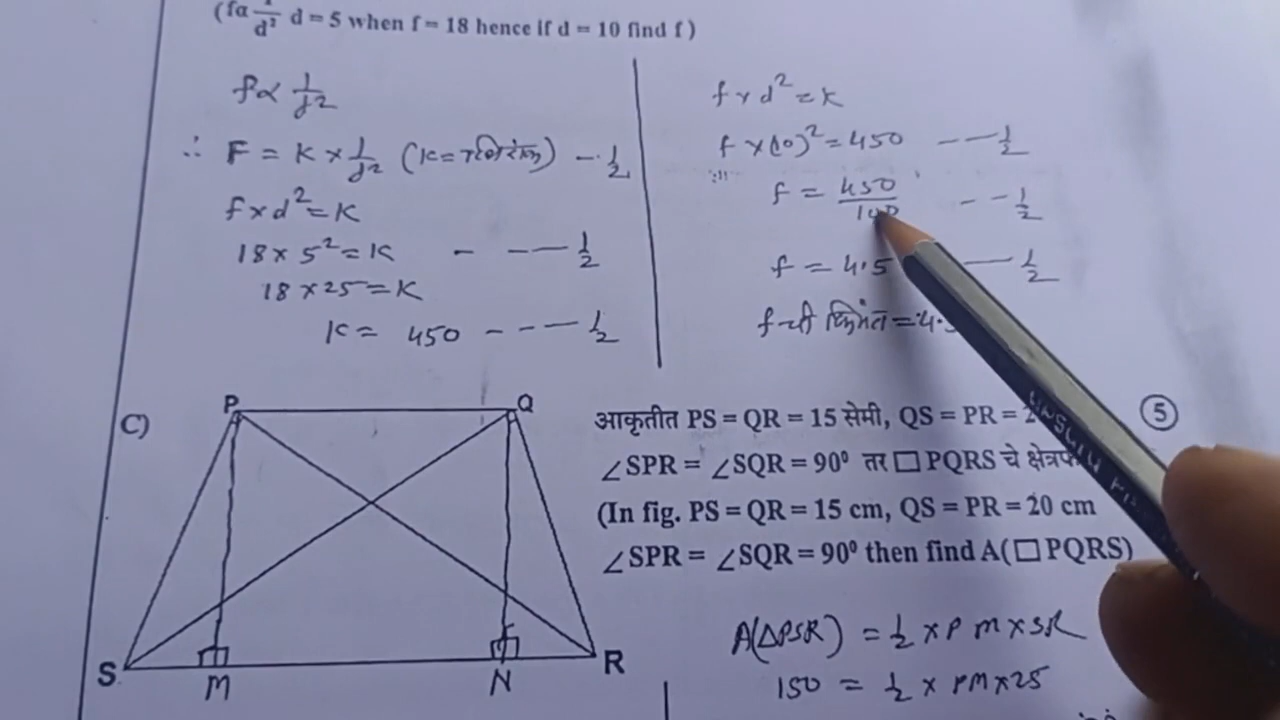 (fα 1/d² d = 5 when f = 18 hence if d = 10 find f )
f ∝ 1/d²
∴ F = K × 1/d² (K = स्थिरांक) - - 1/2
f × d² = K
18 × 5² = K - - — 1/2
18 × 25 = K
K = 450 - - — 1/2
f × d² = K
f × (10)² = 450 - — 1/2
f = 450/100 - - 1/2
f = 4.5 — 1/2
f ची किंमत = 4.
C)
P Q
S M N R
आकृतीत PS = QR = 15 सेमी, QS = PR = 2
5
∠SPR = ∠SQR = 90⁰ तर □ PQRS चे
(In fig. PS = QR = 15 cm, QS = PR = 20 cm
∠SPR = ∠SQR = 90⁰ then find A(□ PQRS)
A(△PSR) = 1/2 × PM × SR
150 = 1/2 × PM × 25